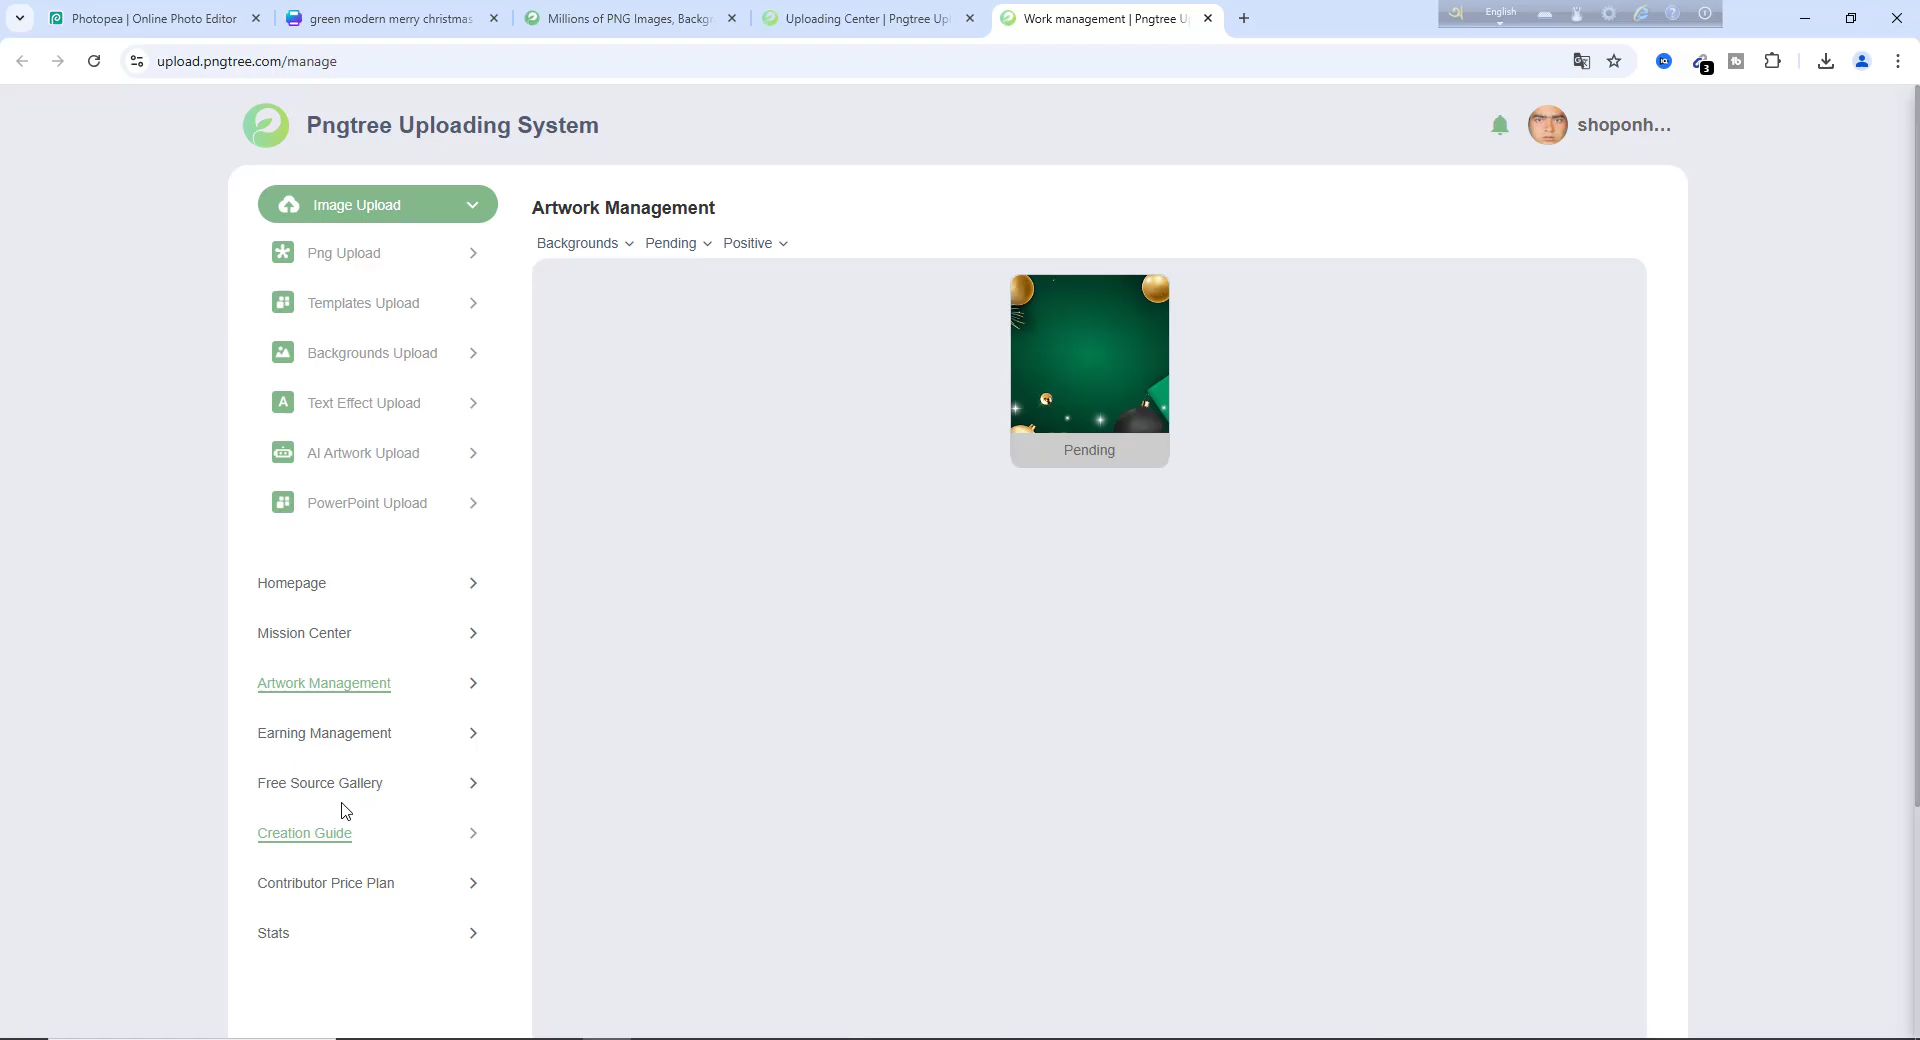 Photopea | Online Photo Editor
green modern merry christmas
Millions of PNG Images, Backgr
Uploading Center | Pngtree Upl
Work management | Pngtree U
English
upload.pngtree.com/manage
3
Pngtree Uploading System
shoponh...
Image Upload
Png Upload
Templates Upload
Backgrounds Upload
A
Text Effect Upload
AI Artwork Upload
PowerPoint Upload
Homepage
Mission Center
Artwork Management
Earning Management
Free Source Gallery
Creation Guide
Contributor Price Plan
Stats
Artwork Management
Backgrounds
Pending
Positive
Pending